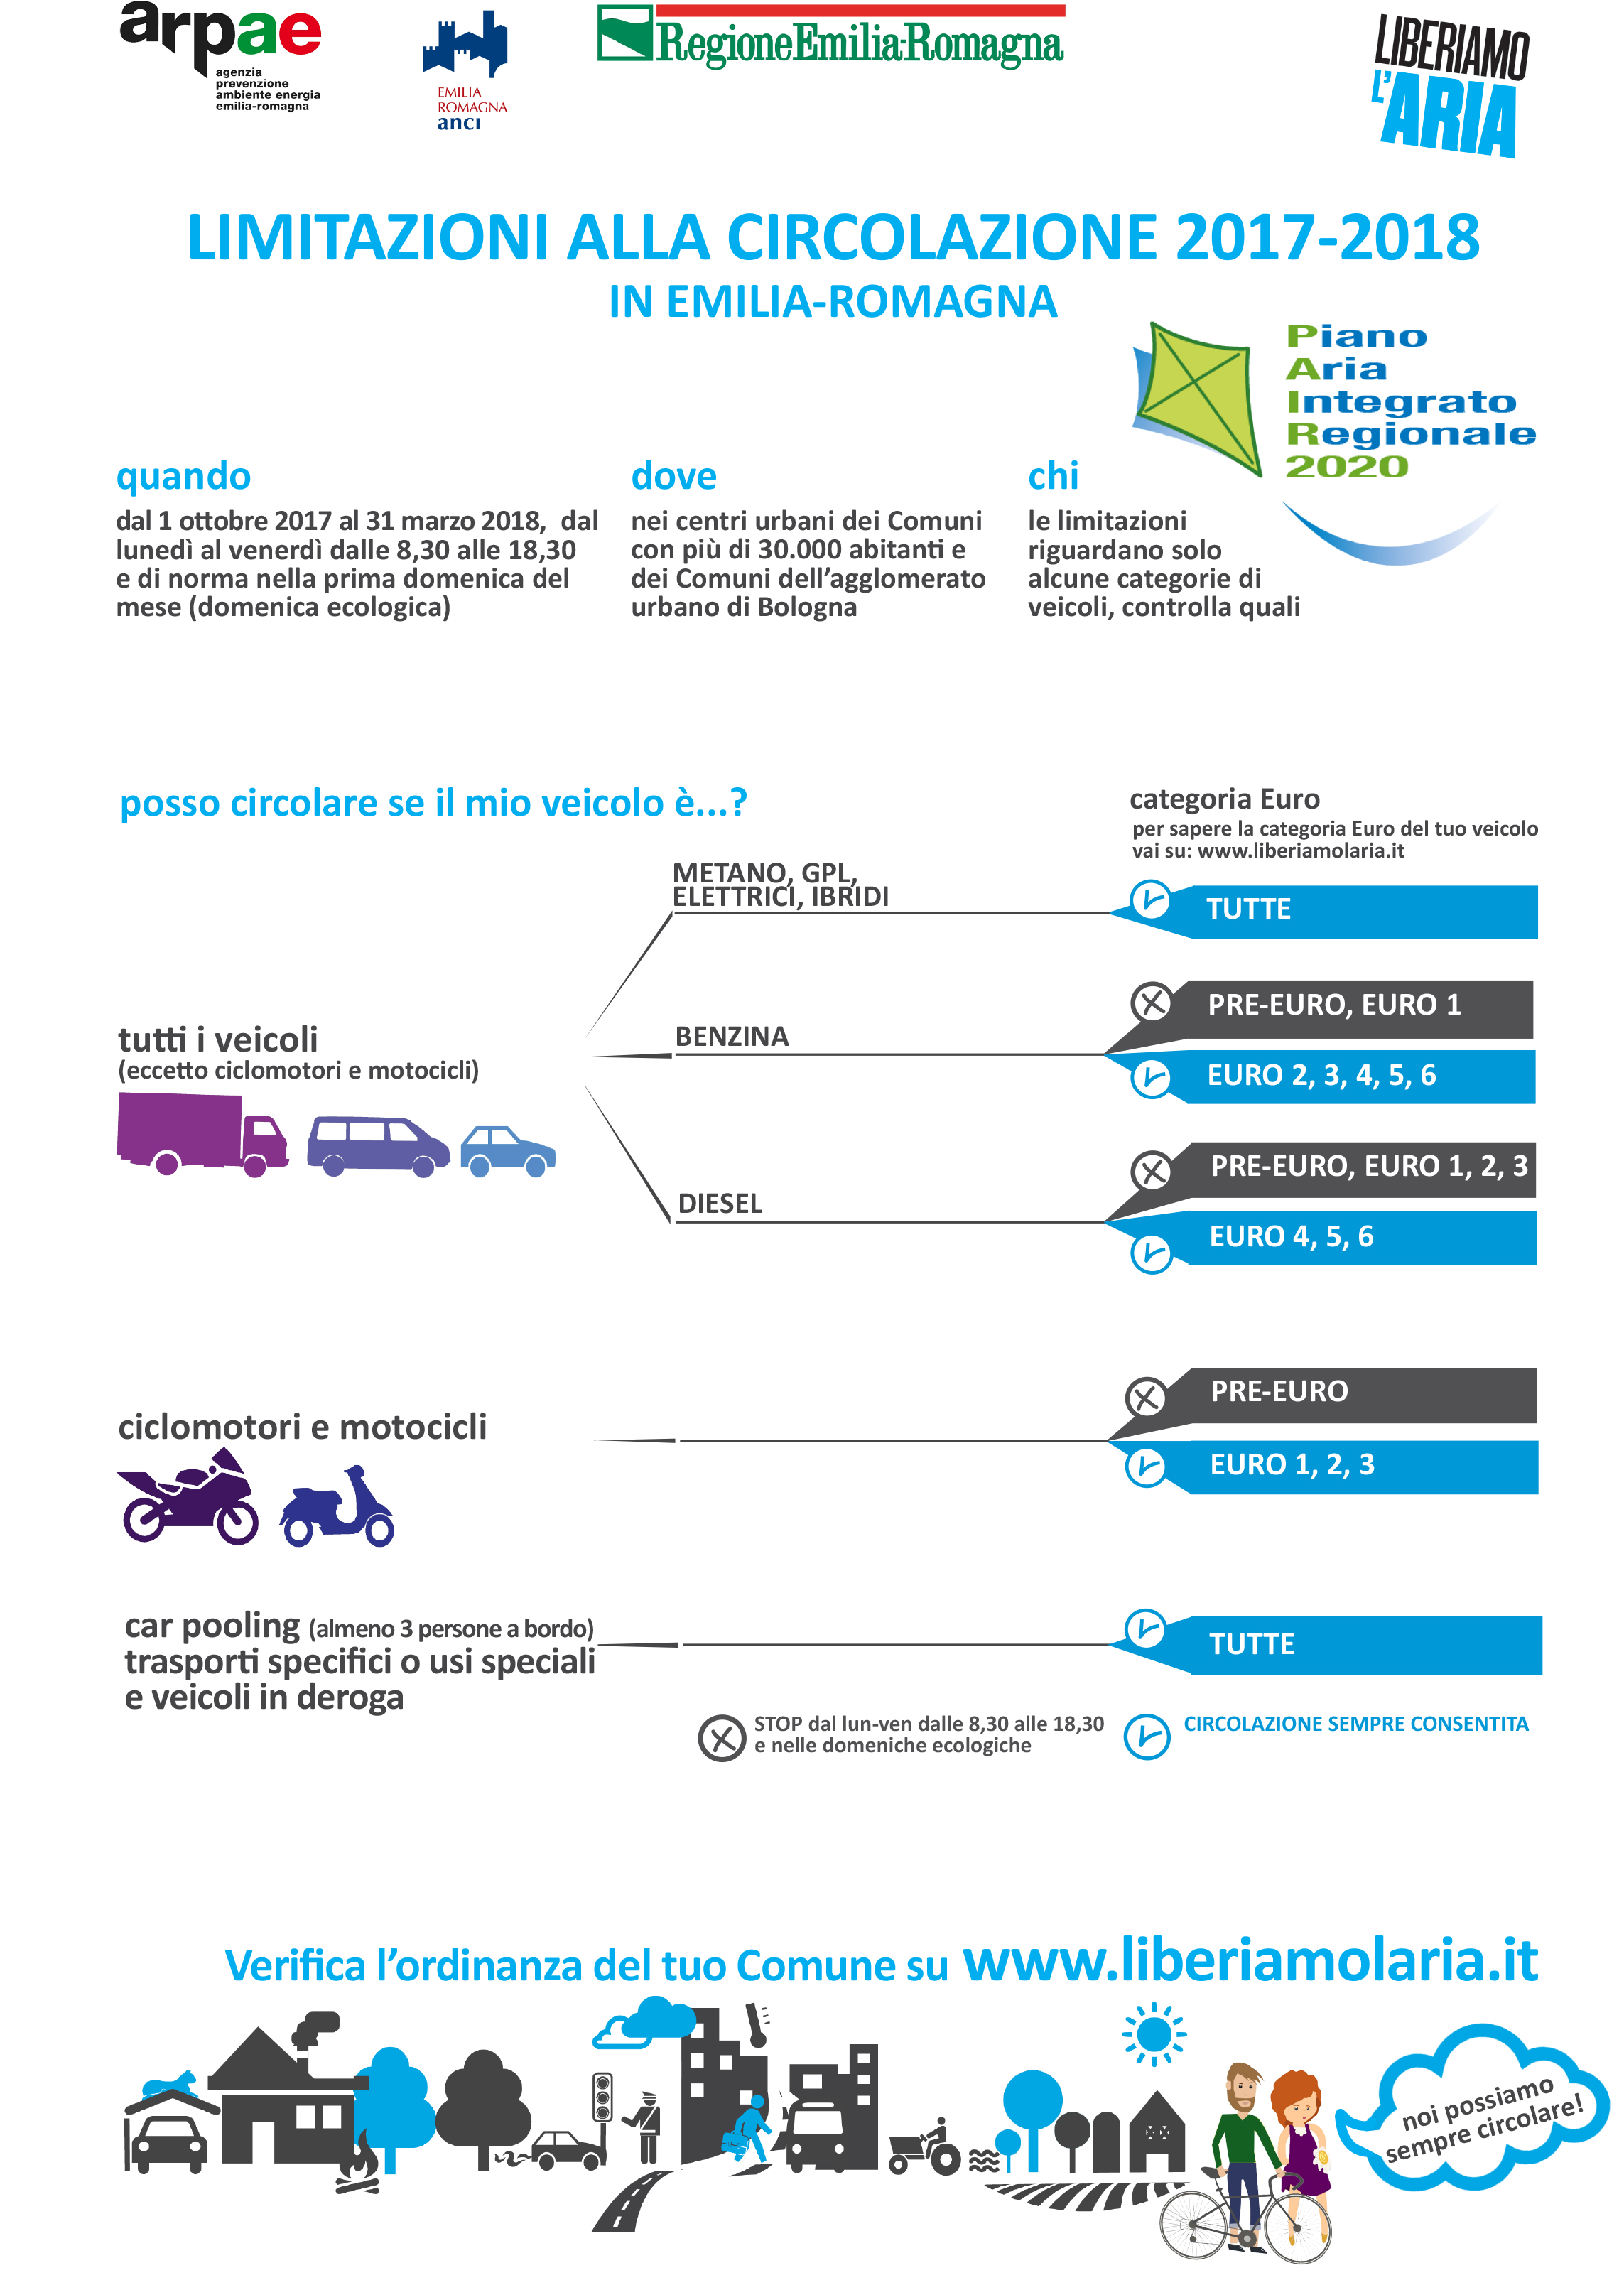 arpae
agenzia
prevenzione
ambiente energia
emilia-romagna
EMILIA
ROMAGNA
anci
RegioneEmilia-Romagna
LIBERIAMO
L'ARIA
LIMITAZIONI ALLA CIRCOLAZIONE 2017-2018
IN EMILIA-ROMAGNA
Piano
Aria
Integrato
Regionale
2020
quando
dal 1 ottobre 2017 al 31 marzo 2018, dal
lunedì al venerdì dalle 8,30 alle 18,30
e di norma nella prima domenica del
mese (domenica ecologica)
dove
nei centri urbani dei Comuni
con più di 30.000 abitanti e
dei Comuni dell'agglomerato
urbano di Bologna
chi
le limitazioni
riguardano solo
alcune categorie di
veicoli, controlla quali
posso circolare se il mio veicolo è...?
categoria Euro
per sapere la categoria Euro del tuo veicolo
vai su: www.liberiamolaria.it
tutti i veicoli
(eccetto ciclomotori e motocicli)
METANO, GPL,
ELETTRICI, IBRIDI
TUTTE
BENZINA
PRE-EURO, EURO 1
EURO 2, 3, 4, 5, 6
DIESEL
PRE-EURO, EURO 1, 2, 3
EURO 4, 5, 6
ciclomotori e motocicli
PRE-EURO
EURO 1, 2, 3
car pooling (almeno 3 persone a bordo)
trasporti specifici o usi speciali
e veicoli in deroga
TUTTE
STOP dal lun-ven dalle 8,30 alle 18,30
e nelle domeniche ecologiche
CIRCOLAZIONE SEMPRE CONSENTITA
Verifica l'ordinanza del tuo Comune su www.liberiamolaria.it
noi possiamo
sempre circolare!